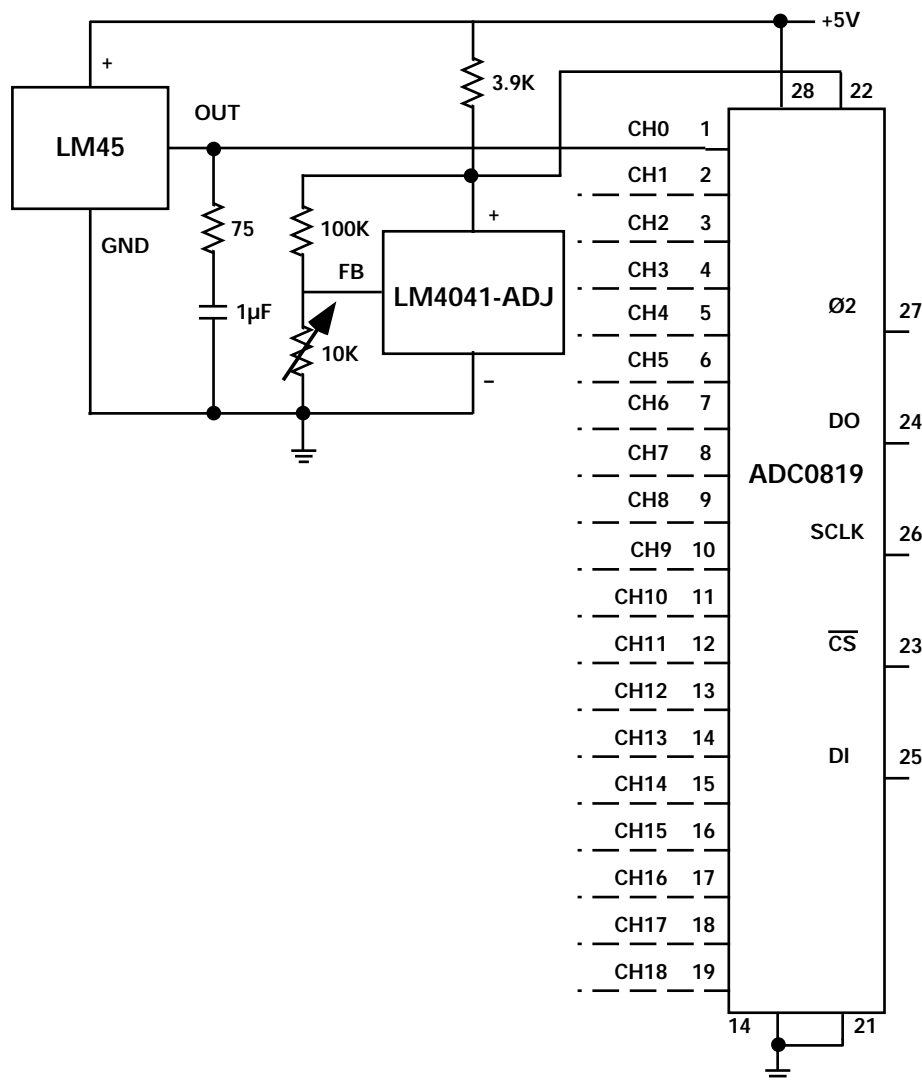 +5V
+
3.9K
28 22
OUT
LM45
CH0 1
CH1 2
+
75
100K
CH2 3
GND
FB
LM4041-ADJ
CH3 4
1µF
CH4 5
Ø2 27
10K
CH5 6
–
CH6 7
DO 24
CH7 8
ADC0819
CH8 9
SCLK 26
CH9 10
CH10 11
CH11 12
CS 23
CH12 13
CH13 14
DI 25
CH14 15
CH15 16
CH16 17
CH17 18
CH18 19
14 21